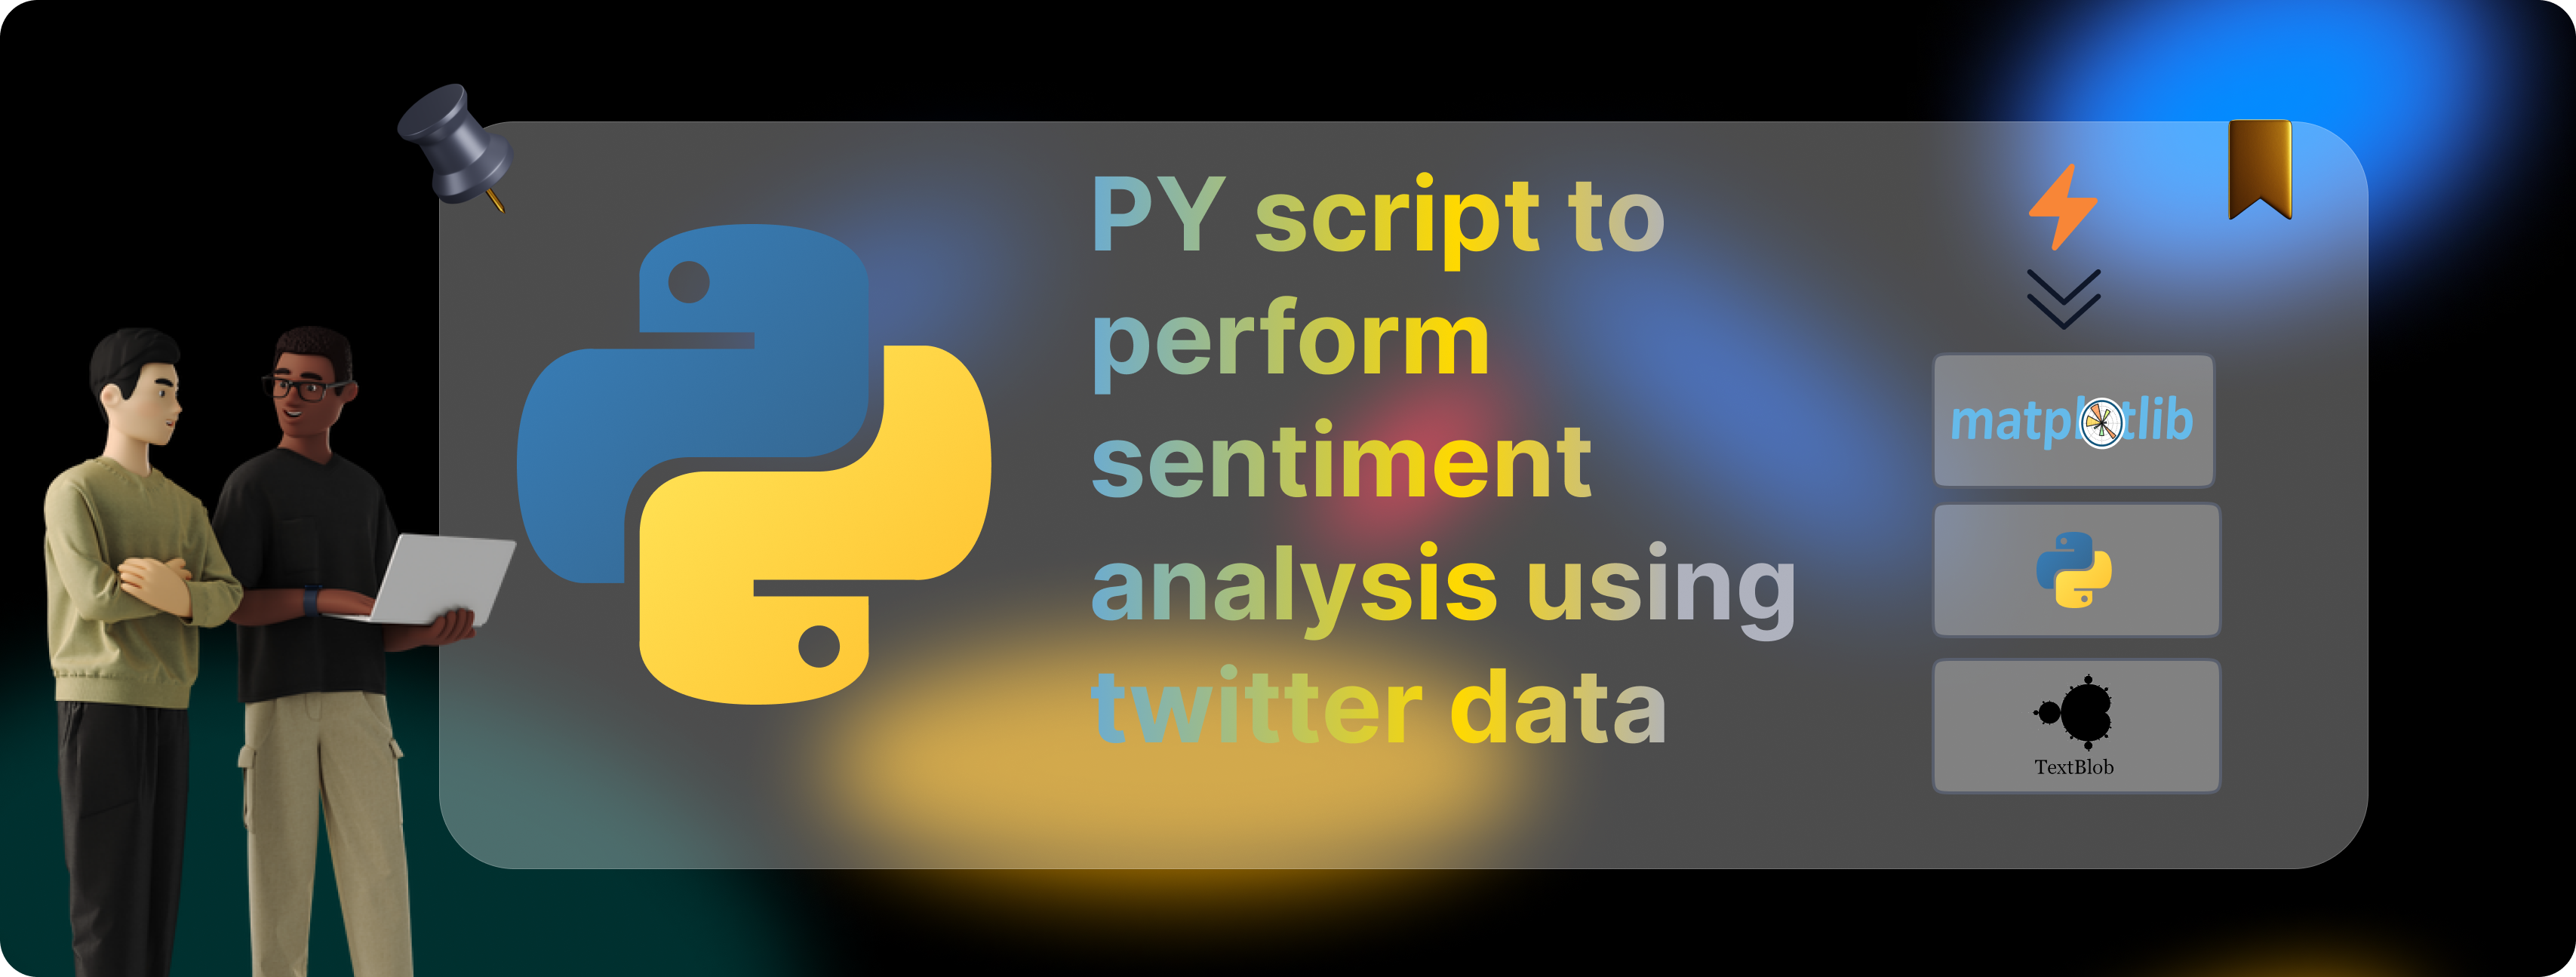 PY script to
perform
sentiment
analysis using
twitter data
matplotlib
TextBlob